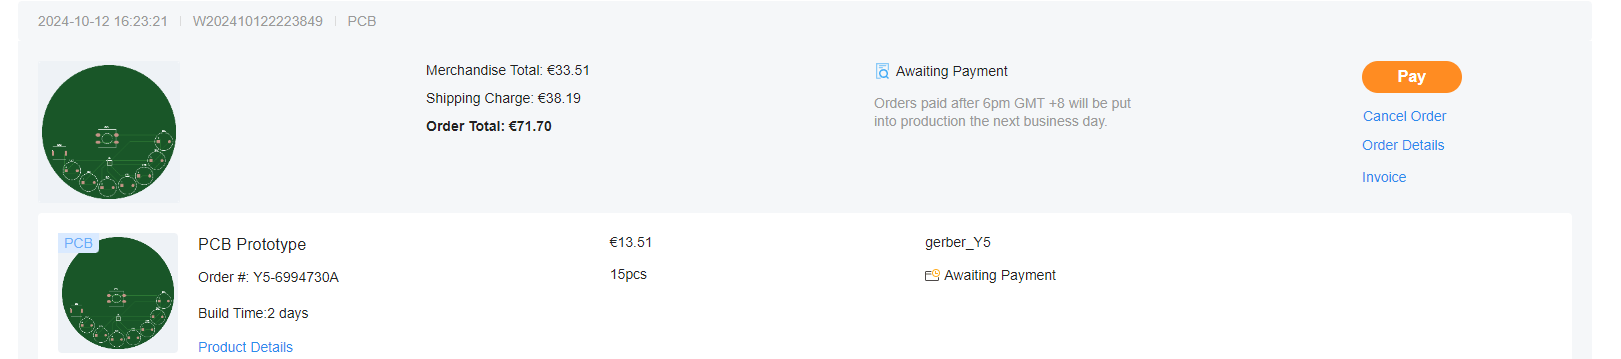 2024-10-12 16:23:21 | W202410122223849 | PCB
Merchandise Total: €33.51
Shipping Charge: €38.19
Order Total: €71.70
Awaiting Payment
Orders paid after 6pm GMT +8 will be put
into production the next business day.
Pay
Cancel Order
Order Details
Invoice
PCB
PCB Prototype
Order #: Y5-6994730A
Build Time:2 days
Product Details
€13.51
15pcs
gerber_Y5
Awaiting Payment